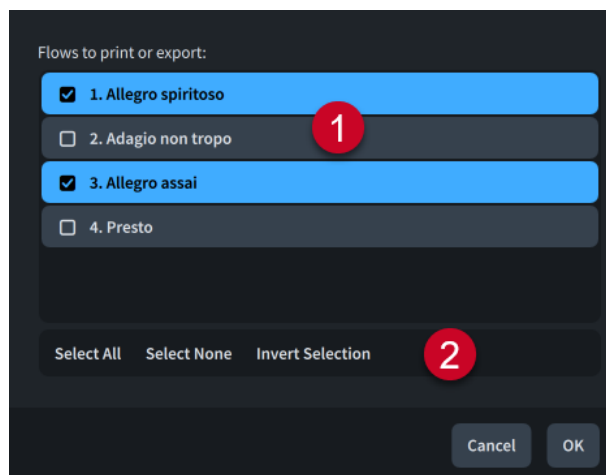 Flows to print or export:
1. Allegro spiritoso
1
2. Adagio non tropo
3. Allegro assai
4. Presto
Select All Select None Invert Selection
2
Cancel OK